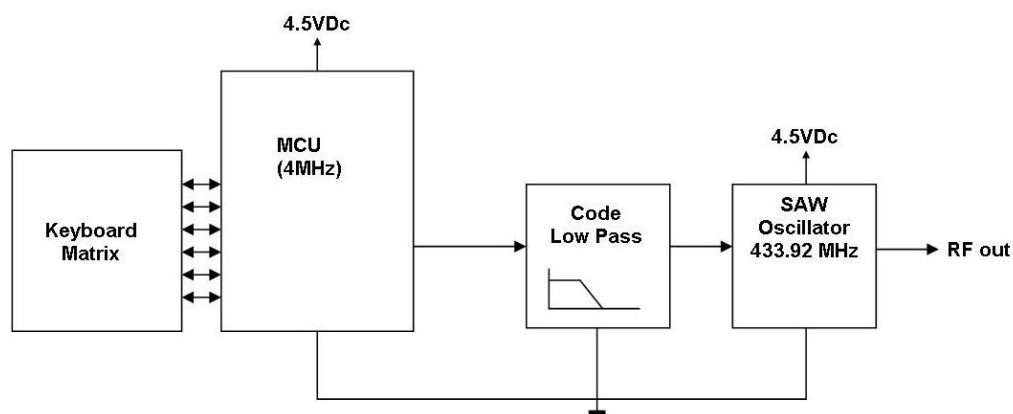 4.5VDc
MCU
(4MHz)
Keyboard
Matrix
Code
Low Pass
4.5VDc
SAW
Oscillator
433.92 MHz
RF out